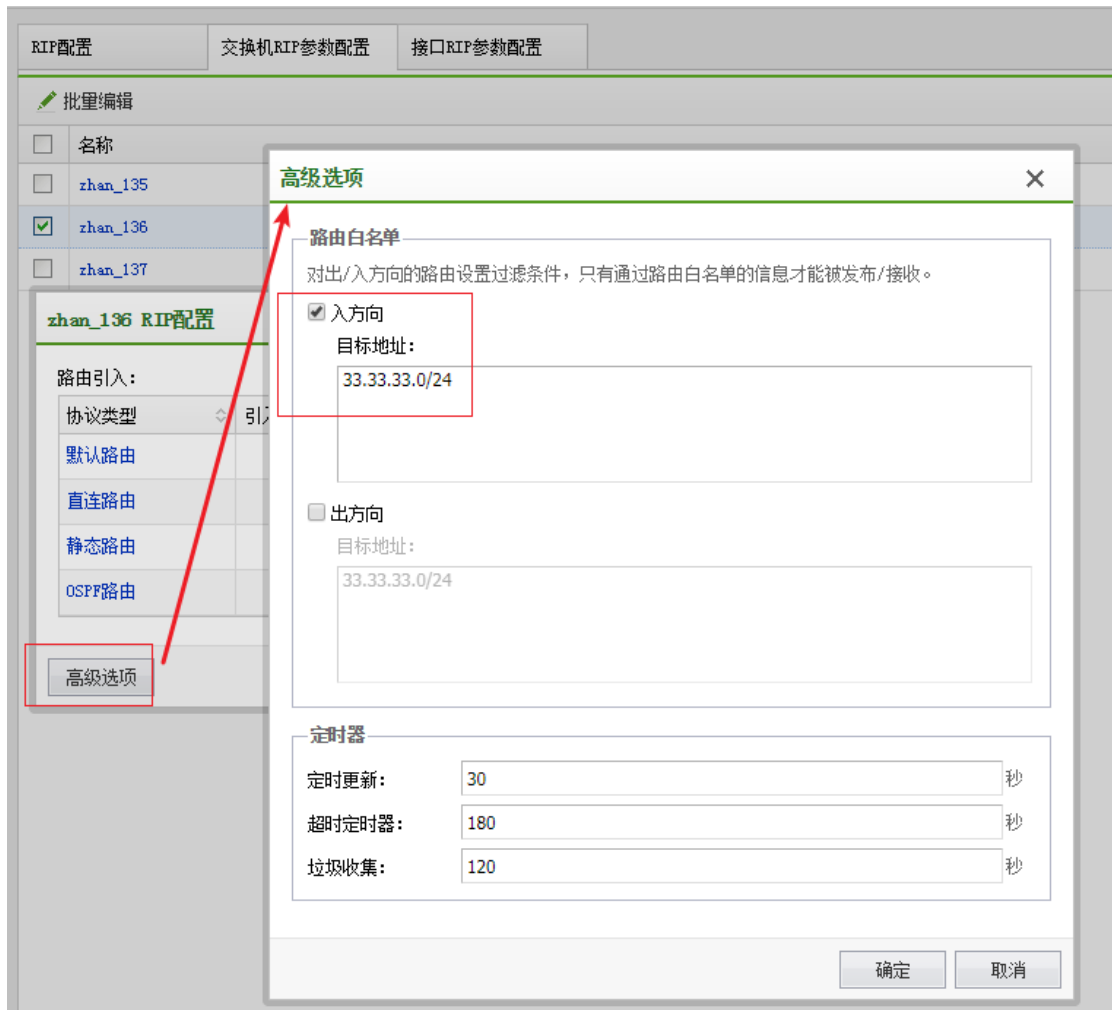 RIP配置
交换机RIP参数配置
接口RIP参数配置
批里编辑
名称
zhan_135
zhan_136
zhan_137
zhan_136 RIP配置
路由引入：
协议类型
引入
默认路由
直连路由
静态路由
OSPF路由
高级选项
高级选项
路由白名单
对出/入方向的路由设置过滤条件，只有通过路由白名单的信息才能被发布/接收。
入方向
目标地址：
33.33.33.0/24
出方向
目标地址：
33.33.33.0/24
定时器
定时更新：
30
秒
超时定时器：
180
秒
垃圾收集：
120
秒
确定
取消